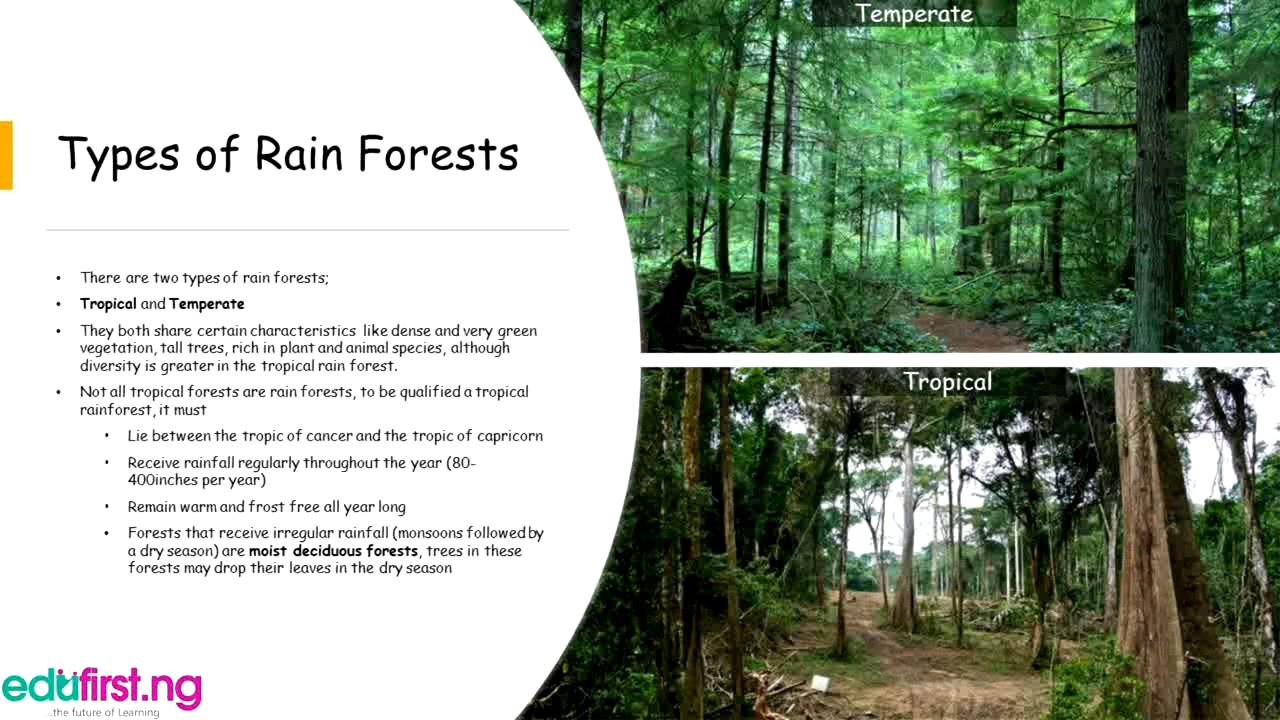 Types of Rain Forests
• There are two types of rain forests;
• Tropical and Temperate
• They both share certain characteristics like dense and very green
vegetation, tall trees, rich in plant and animal species, although
diversity is greater in the tropical rain forest.
• Not all tropical forests are rain forests, to be qualified a tropical
rainforest, it must
• Lie between the tropic of cancer and the tropic of capricorn
• Receive rainfall regularly throughout the year (80-
400inches per year)
• Remain warm and frost free all year long
• Forests that receive irregular rainfall (monsoons followed by
a dry season) are moist deciduous forests, trees in these
forests may drop their leaves in the dry season
Temperate
Tropical
edufirst.ng
...the future of Learning